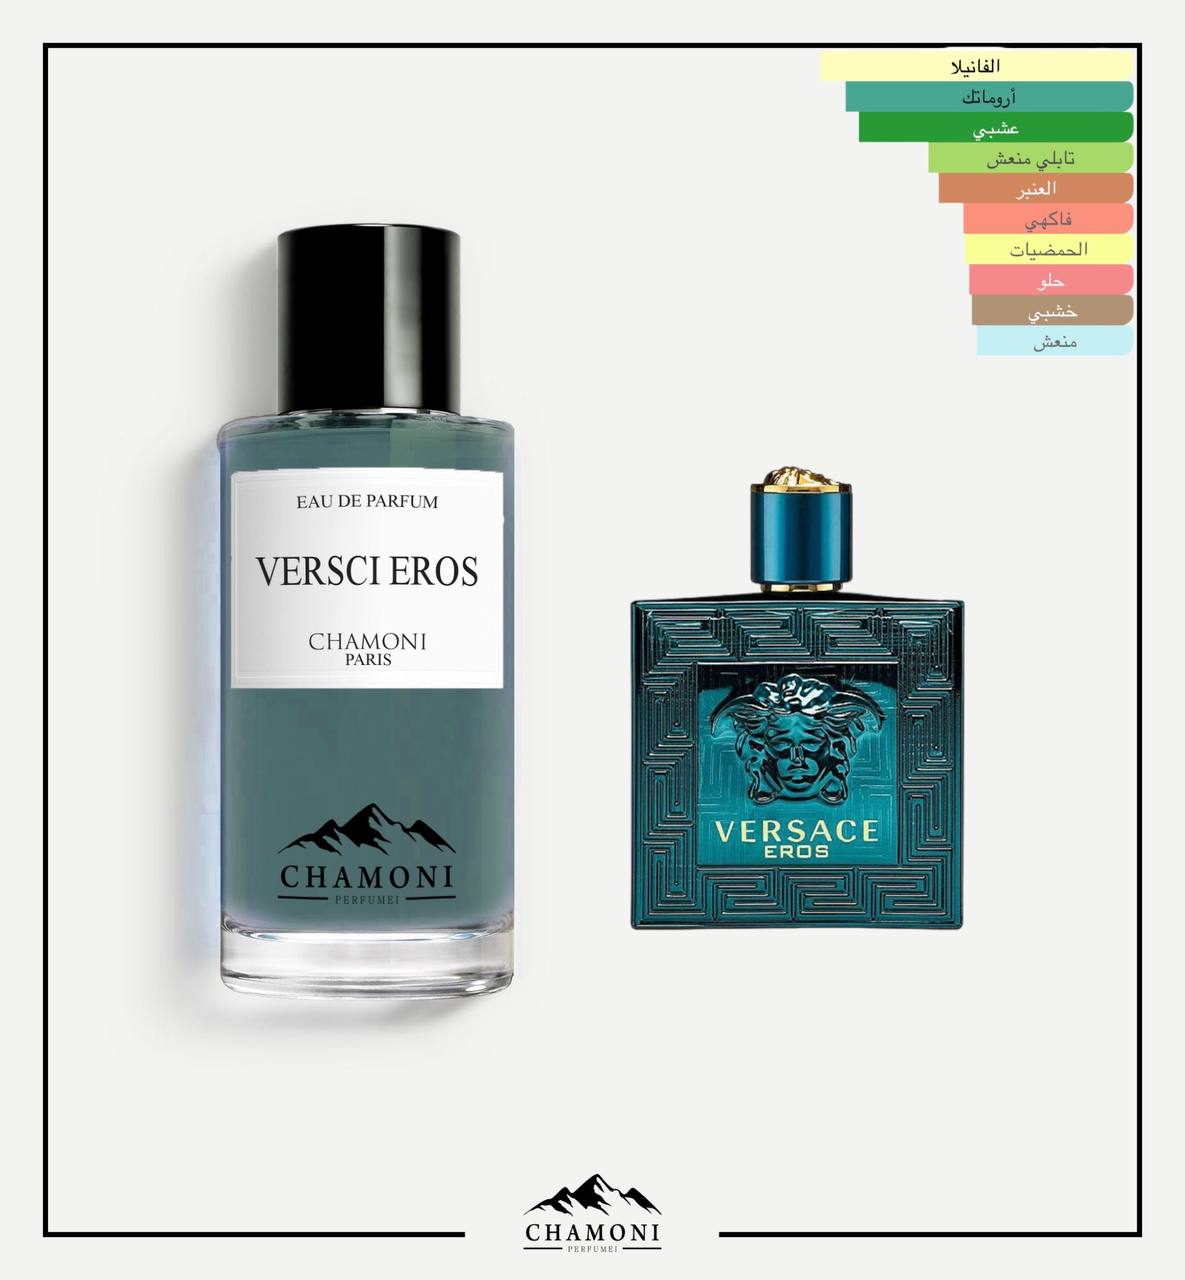 الفانيلا
أروماتك
عشبي
تابلي منعش
العنبر
فاكهي
الحمضيات
حلو
خشبي
منعش
EAU DE PARFUM
VERSCI EROS
CHAMONI
PARIS
CHAMONI
PERFUMEI
VERSACE
EROS
CHAMONI
PERFUMEI